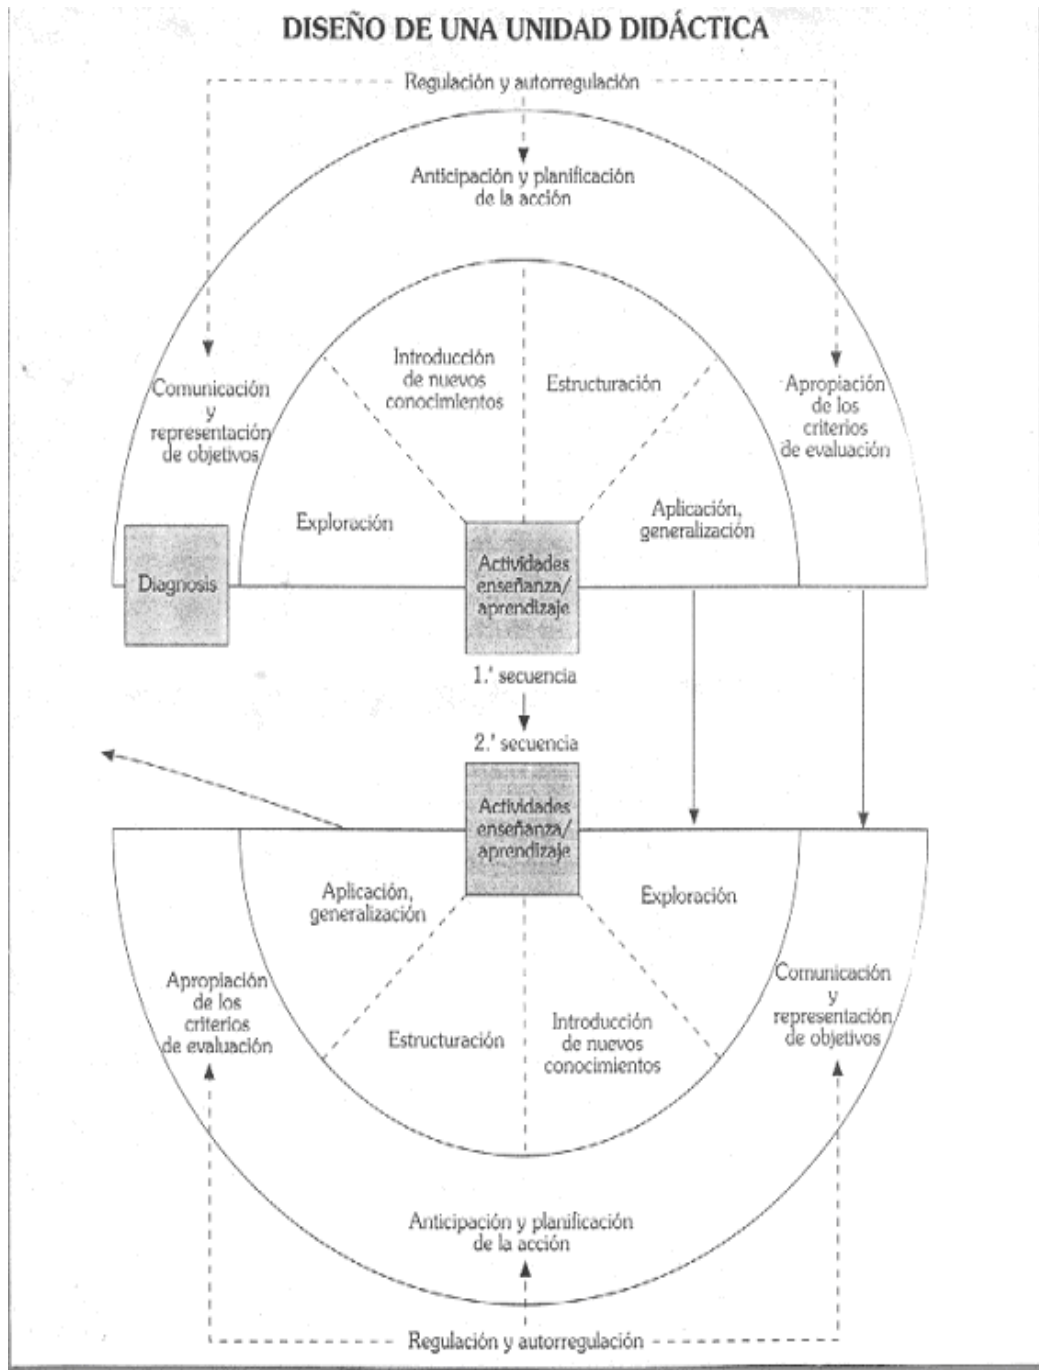 DISEÑO DE UNA UNIDAD DIDÁCTICA
Regulación y autorregulación
Anticipación y planificación
de la acción
Comunicación
y
representación
de objetivos
Introducción
de nuevos
conocimientos
Estructuración
Apropiación
de los
criterios
de evaluación
Exploración
Aplicación,
generalización
Diagnosis
Actividades
enseñanza/
aprendizaje
1.ª secuencia
2.ª secuencia
Actividades
enseñanza/
aprendizaje
Aplicación,
generalización
Exploración
Apropiación
de los
criterios
de evaluación
Estructuración
Introducción
de nuevos
conocimientos
Comunicación
y
representación
de objetivos
Anticipación y planificación
de la acción
Regulación y autorregulación